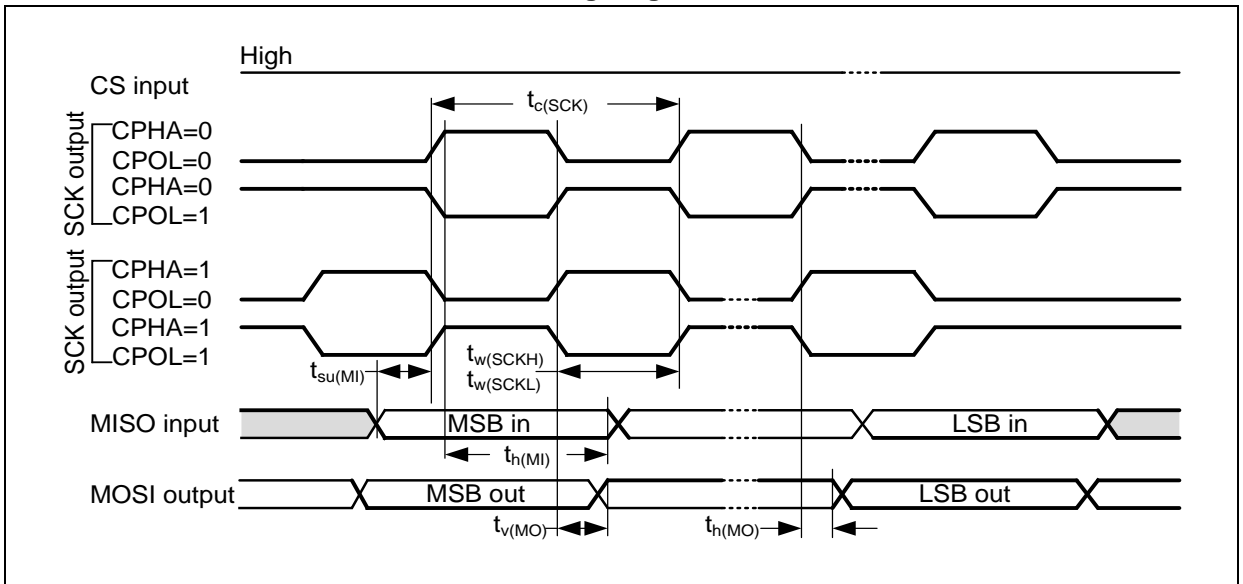 High
CS input
tc(SCK)
SCK output
CPHA=0
CPOL=0
CPHA=0
CPOL=1
SCK output
CPHA=1
CPOL=0
CPHA=1
CPOL=1
tsu(MI)
tw(SCKH)
tw(SCKL)
MISO input
MSB in
LSB in
th(MI)
MOSI output
MSB out
LSB out
tv(MO)
th(MO)